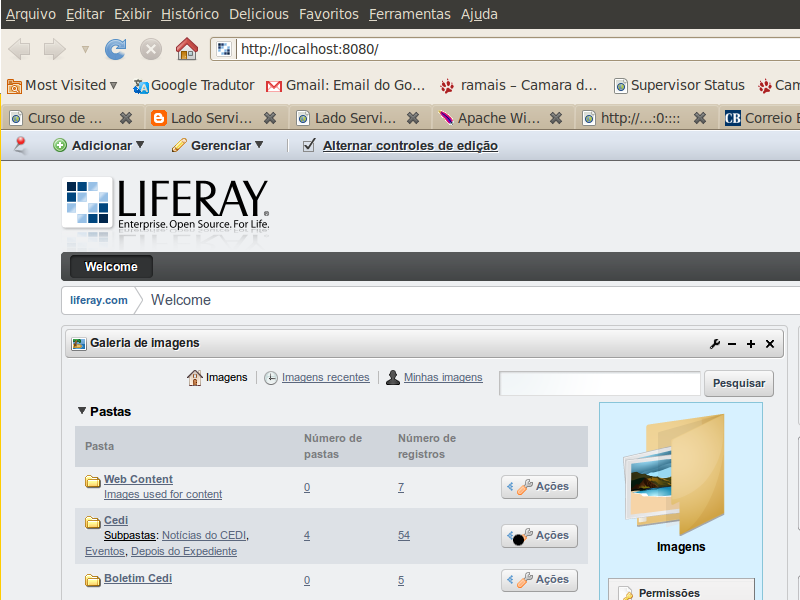 Arquivo Editar Exibir Histórico Delicious Favoritos Ferramentas Ajuda
http://localhost:8080/
Most Visited Google Tradutor Gmail: Email do Go... ramais – Camara d... Supervisor Status Cam
Curso de ... Lado Servi... Lado Servi... Apache Wi... http://...:0:::: CB Correio B
Adicionar Gerenciar Alternar controles de edição
LIFERAY.
Enterprise. Open Source. For Life.
Welcome
liferay.com Welcome
Galeria de imagens
Imagens Imagens recentes Minhas imagens Pesquisar
Pastas
Pasta Número de pastas Número de registros
Web Content 0 7 Ações
Images used for content
Cedi 4 54 Ações
Subpastas: Notícias do CEDI,
Eventos, Depois do Expediente
Boletim Cedi 0 5 Ações
Imagens
Permissões